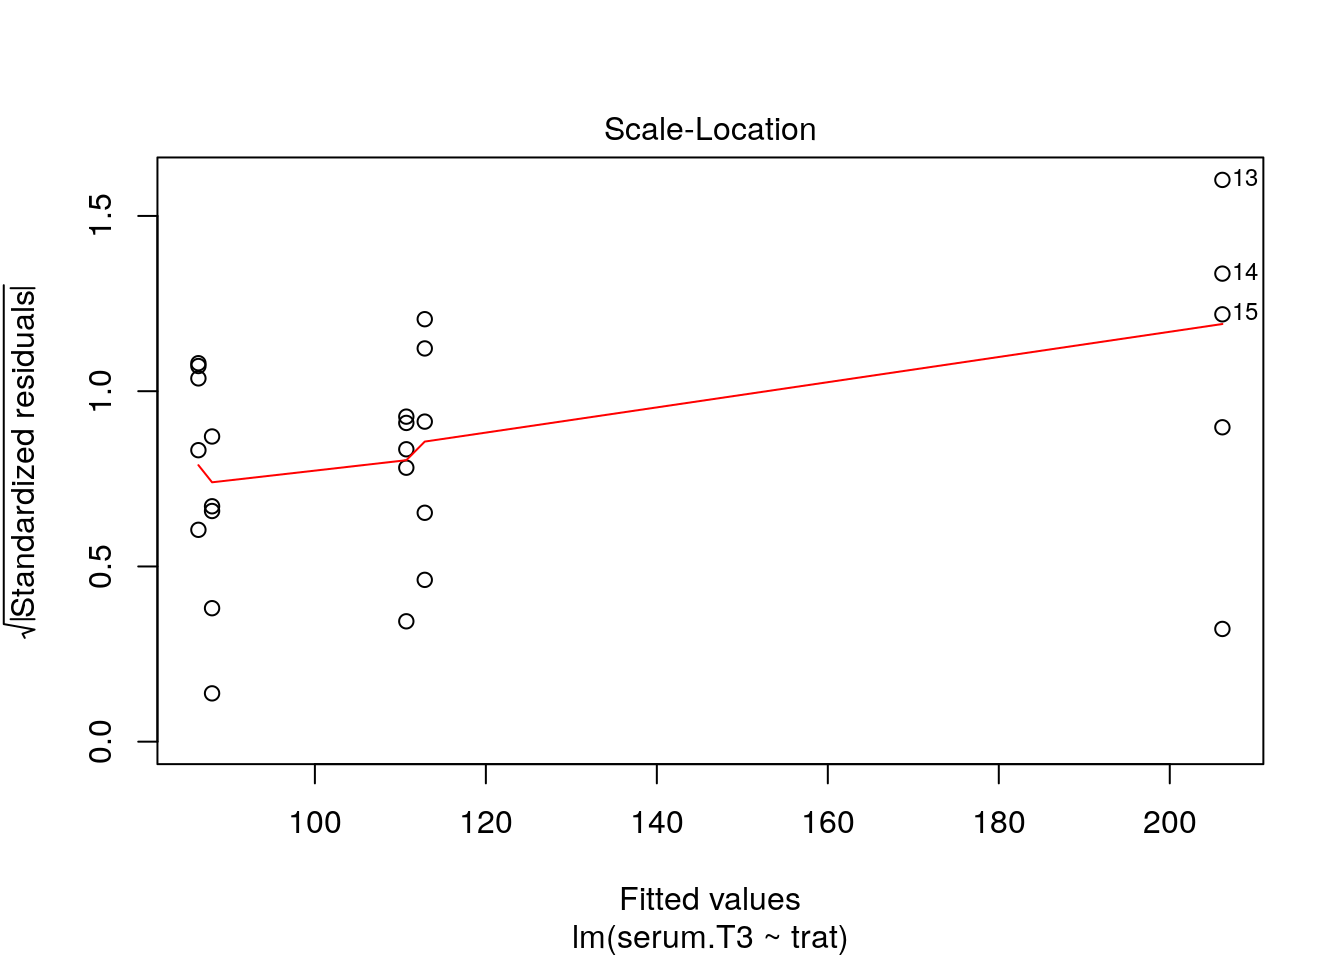 Scale-Location
√|Standardized residuals|
1.5
1.0
0.5
0.0
13
14
15
100 120 140 160 180 200
Fitted values
lm(serum.T3 ~ trat)